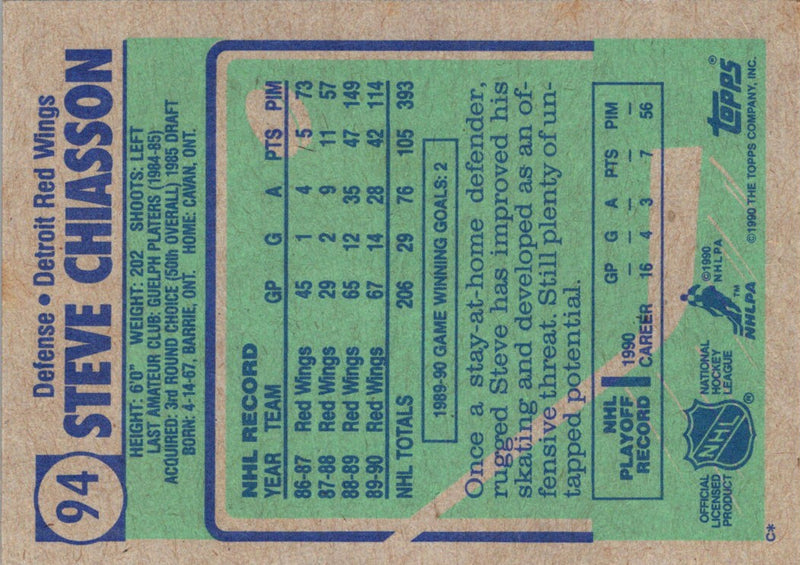 94
Defense • Detroit Red Wings
STEVE CHIASSON
HEIGHT: 6'0" WEIGHT: 202 SHOOTS: LEFT
LAST AMATEUR CLUB: GUELPH PLATERS (1984-85)
ACQUIRED: 3rd ROUND CHOICE (50th OVERALL) 1985 DRAFT
BORN: 4-14-67, BARRIE, ONT. HOME: CAVAN, ONT.
NHL RECORD
YEAR TEAM GP G A PTS PIM
86-87 Red Wings 45 1 4 5 73
87-88 Red Wings 29 2 9 11 57
88-89 Red Wings 65 12 35 47 149
89-90 Red Wings 67 14 28 42 114
NHL TOTALS 206 29 76 105 393
1989-90 GAME WINNING GOALS: 2
Once a stay-at-home defender,
rugged Steve has improved his
skating and developed as an of-
fensive threat. Still plenty of un-
tapped potential.
NHL
PLAYOFF
RECORD
GP G A PTS PIM
1990 – – – – –
CAREER 16 4 3 7 56
OFFICIAL
LICENSED
PRODUCT
NHL
®
NATIONAL
HOCKEY
LEAGUE
©1990
NHLPA
TM
NHLPA
TOPPS®
©1990 THE TOPPS COMPANY, INC.
C*